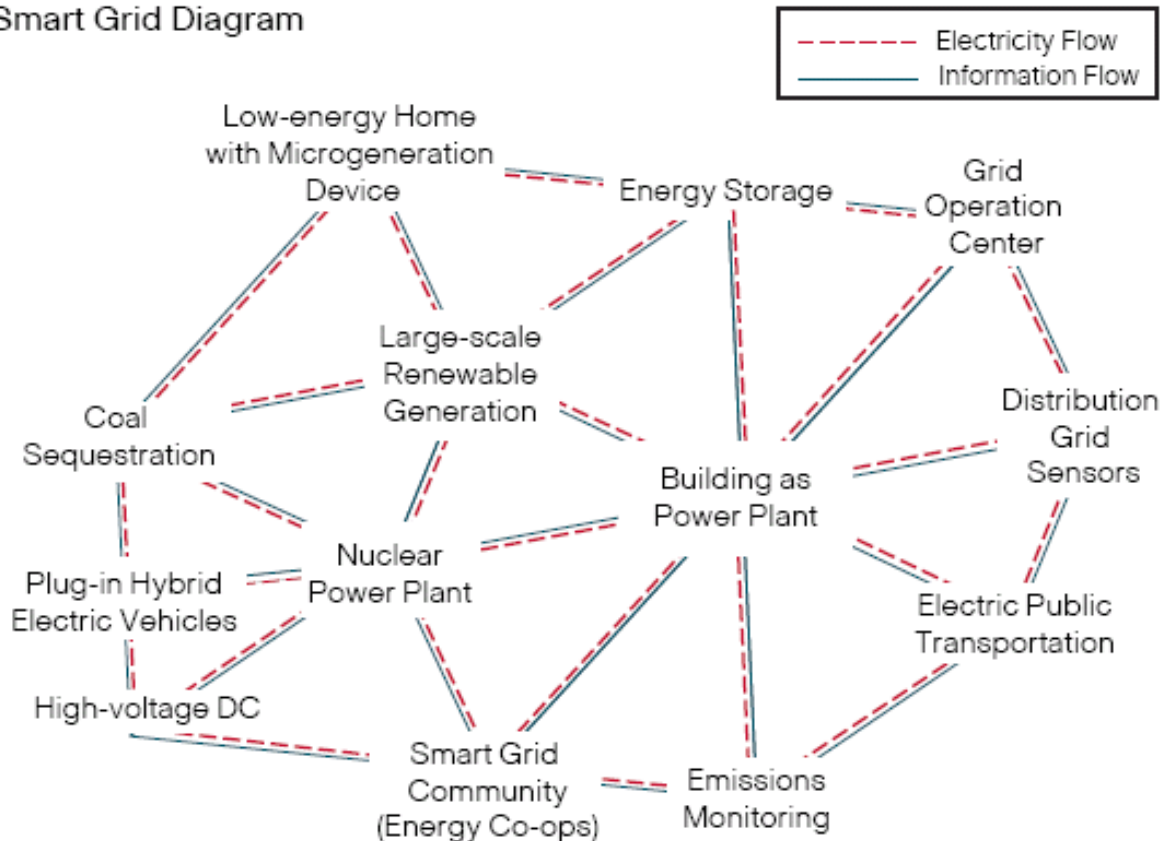 Smart Grid Diagram
Electricity Flow
Information Flow
Low-energy Home
with Microgeneration
Device
Energy Storage
Grid
Operation
Center
Large-scale
Renewable
Generation
Coal
Sequestration
Distribution
Grid
Sensors
Building as
Power Plant
Nuclear
Power Plant
Plug-in Hybrid
Electric Vehicles
Electric Public
Transportation
High-voltage DC
Smart Grid
Community
(Energy Co-ops)
Emissions
Monitoring